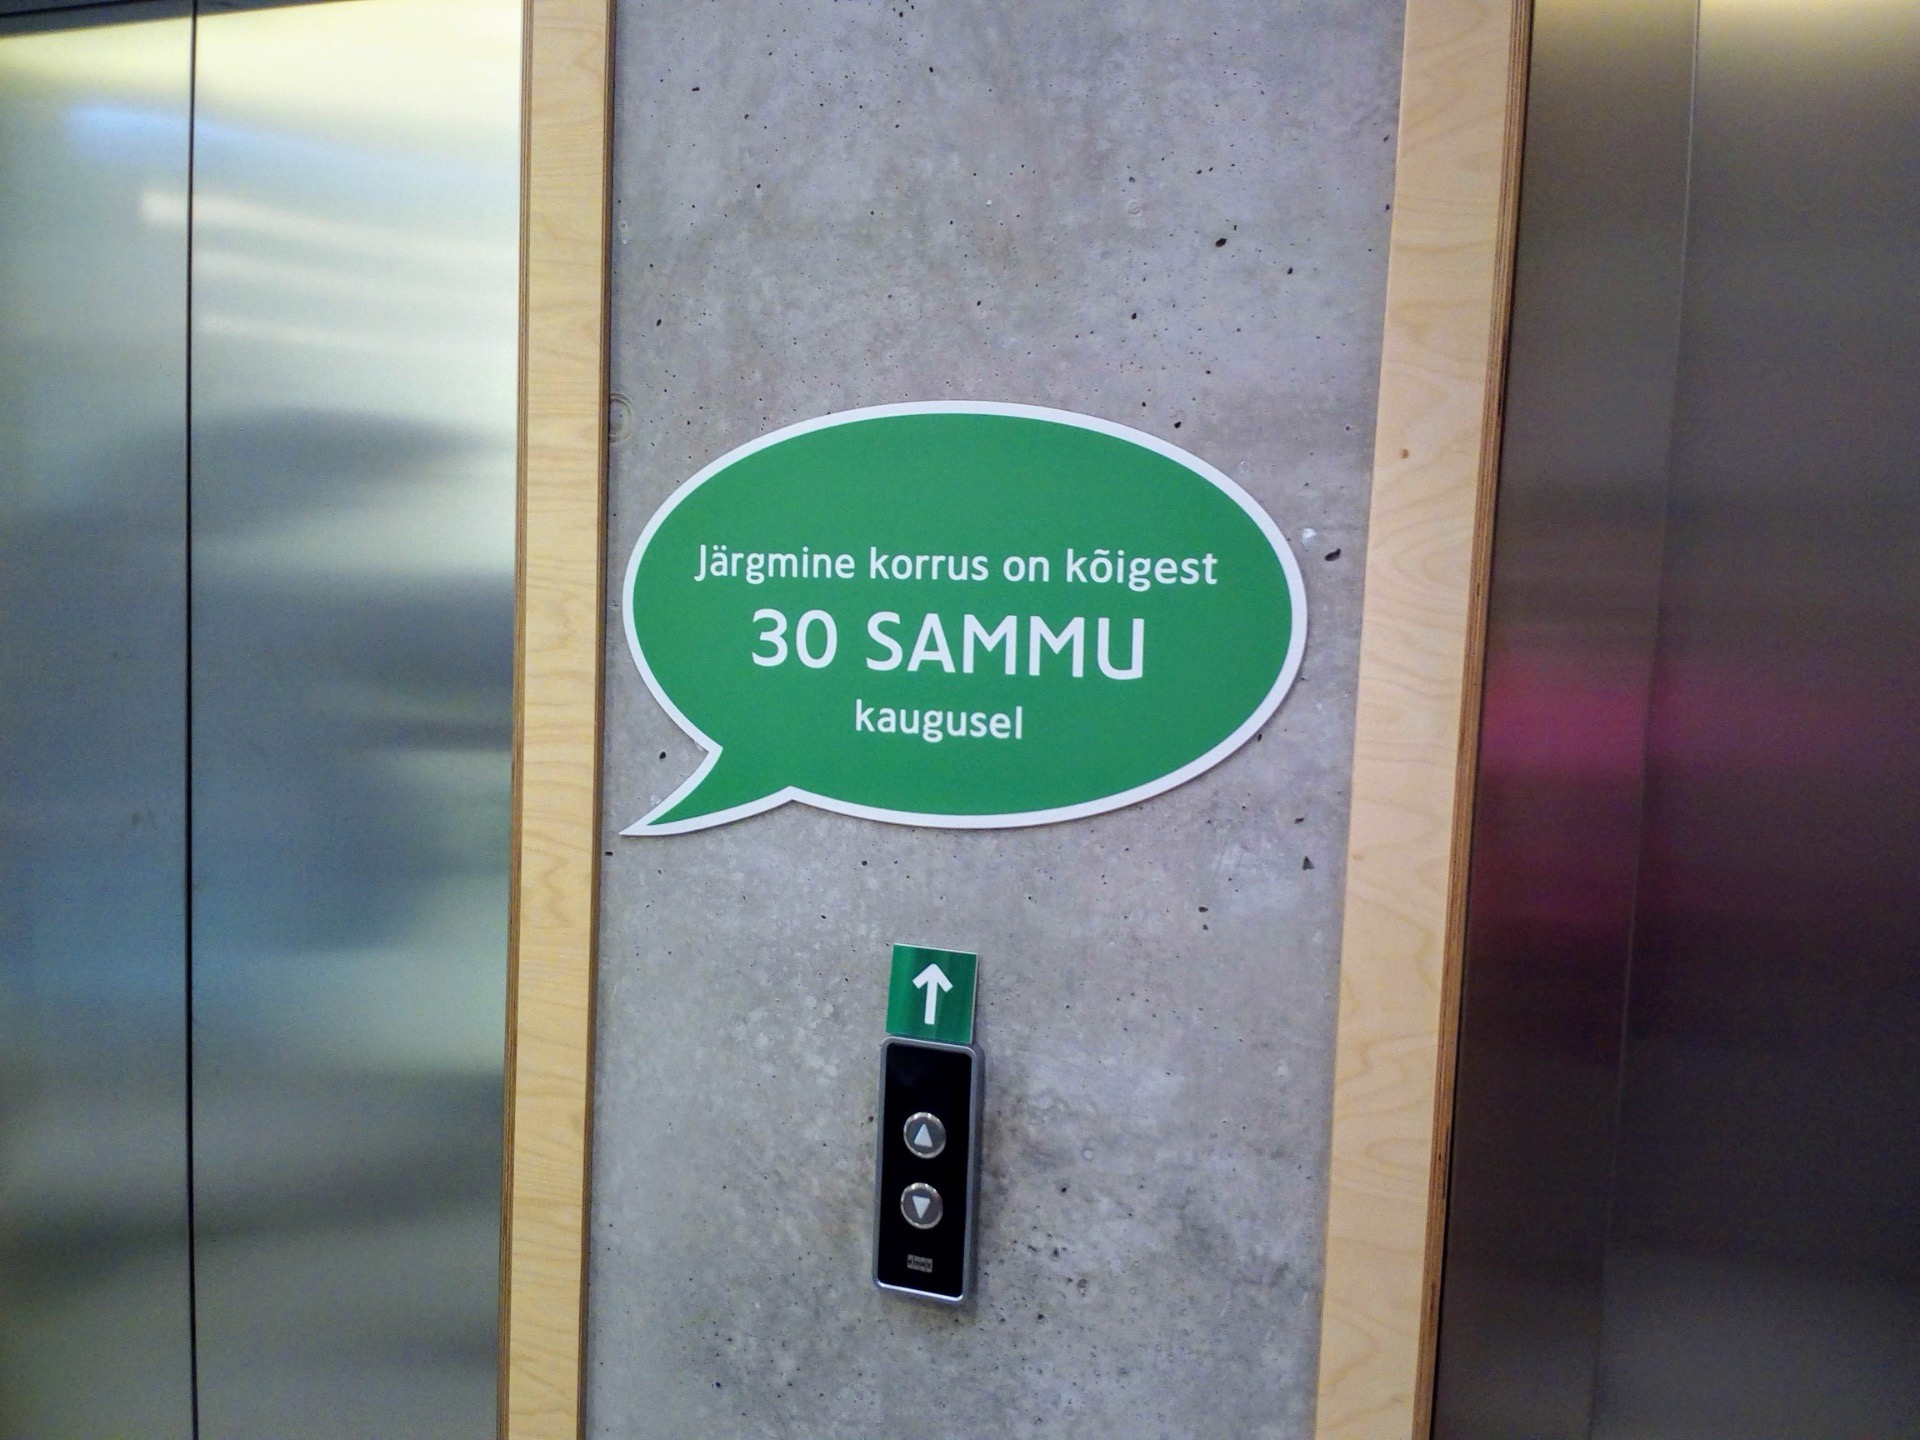 Järgmine korrus on kõigest
30 SAMMU
kaugusel